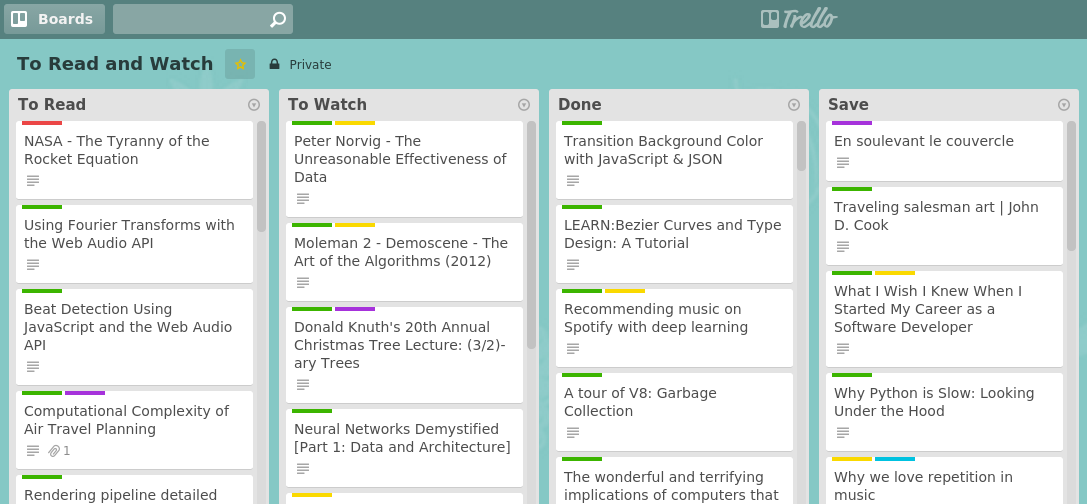 Boards
Trello
To Read and Watch
Private
To Read
NASA - The Tyranny of the
Rocket Equation
Using Fourier Transforms with
the Web Audio API
Beat Detection Using
JavaScript and the Web Audio
API
Computational Complexity of
Air Travel Planning
1
Rendering pipeline detailed
To Watch
Peter Norvig - The
Unreasonable Effectiveness of
Data
Moleman 2 - Demoscene - The
Art of the Algorithms (2012)
Donald Knuth's 20th Annual
Christmas Tree Lecture: (3/2)-
ary Trees
Neural Networks Demystified
[Part 1: Data and Architecture]
Done
Transition Background Color
with JavaScript & JSON
LEARN:Bezier Curves and Type
Design: A Tutorial
Recommending music on
Spotify with deep learning
A tour of V8: Garbage
Collection
The wonderful and terrifying
implications of computers that
Save
En soulevant le couvercle
Traveling salesman art | John
D. Cook
What I Wish I Knew When I
Started My Career as a
Software Developer
Why Python is Slow: Looking
Under the Hood
Why we love repetition in
music